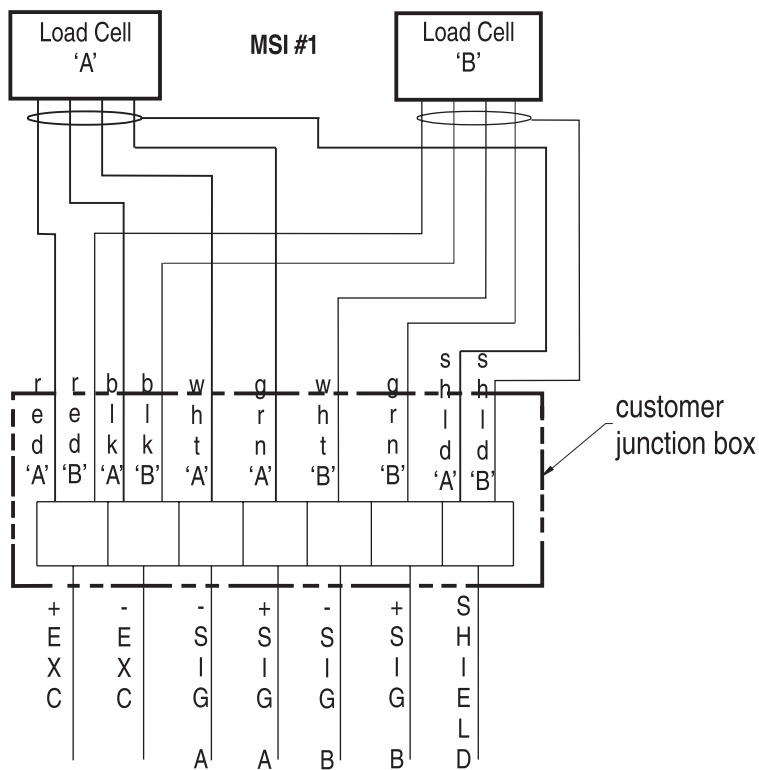 Load Cell
‘A’
MSI #1
Load Cell
‘B’
red ‘A’
red ‘B’
blk ‘A’
blk ‘B’
wht ‘A’
grn ‘A’
wht ‘B’
grn ‘B’
shld ‘A’
shld ‘B’
customer
junction box
+EXC
-EXC
-SIG A
+SIG A
-SIG B
+SIG B
SHIELD